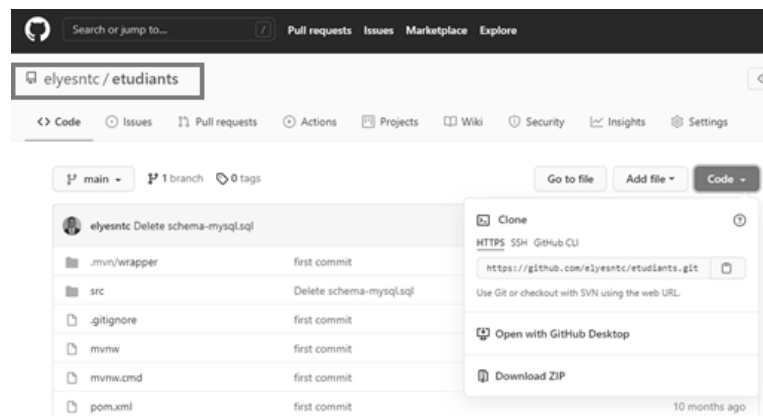 Search or jump to... / Pull requests Issues Marketplace Explore
elyesntc / etudiants
<> Code Issues Pull requests Actions Projects Wiki Security Insights Settings
main 1 branch 0 tags Go to file Add file Code
elyesntc Delete schema-mysql.sql
Clone
HTTPS SSH GitHub CLI
.mvn/wrapper first commit
https://github.com/elyesntc/etudiants.git
src Delete schema-mysql.sql
Use Git or checkout with SVN using the web URL.
.gitignore first commit
Open with GitHub Desktop
mvnw first commit
mvnw.cmd first commit
Download ZIP
pom.xml first commit 10 months ago